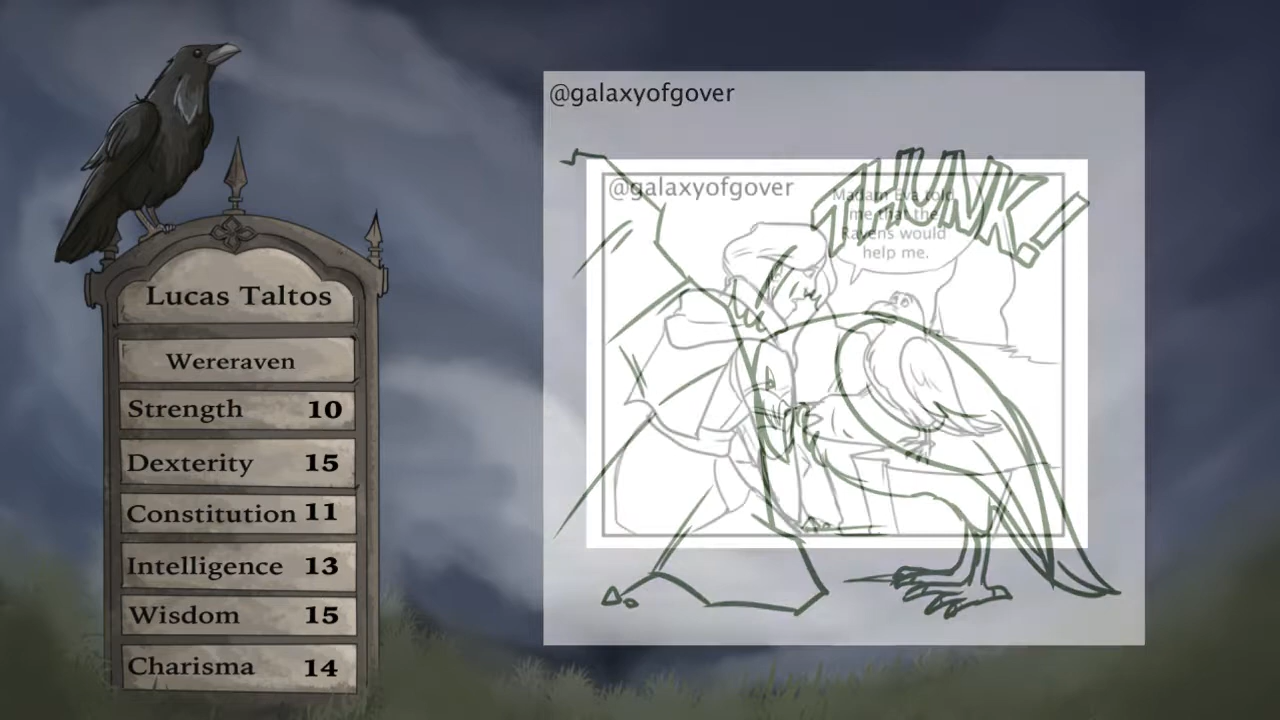 Lucas Taltos
Wereraven
Strength 10
Dexterity 15
Constitution 11
Intelligence 13
Wisdom 15
Charisma 14
@galaxyofgover
@galaxyofgover
THUNK!
Madam Eva told
me that the
Ravens would
help me.